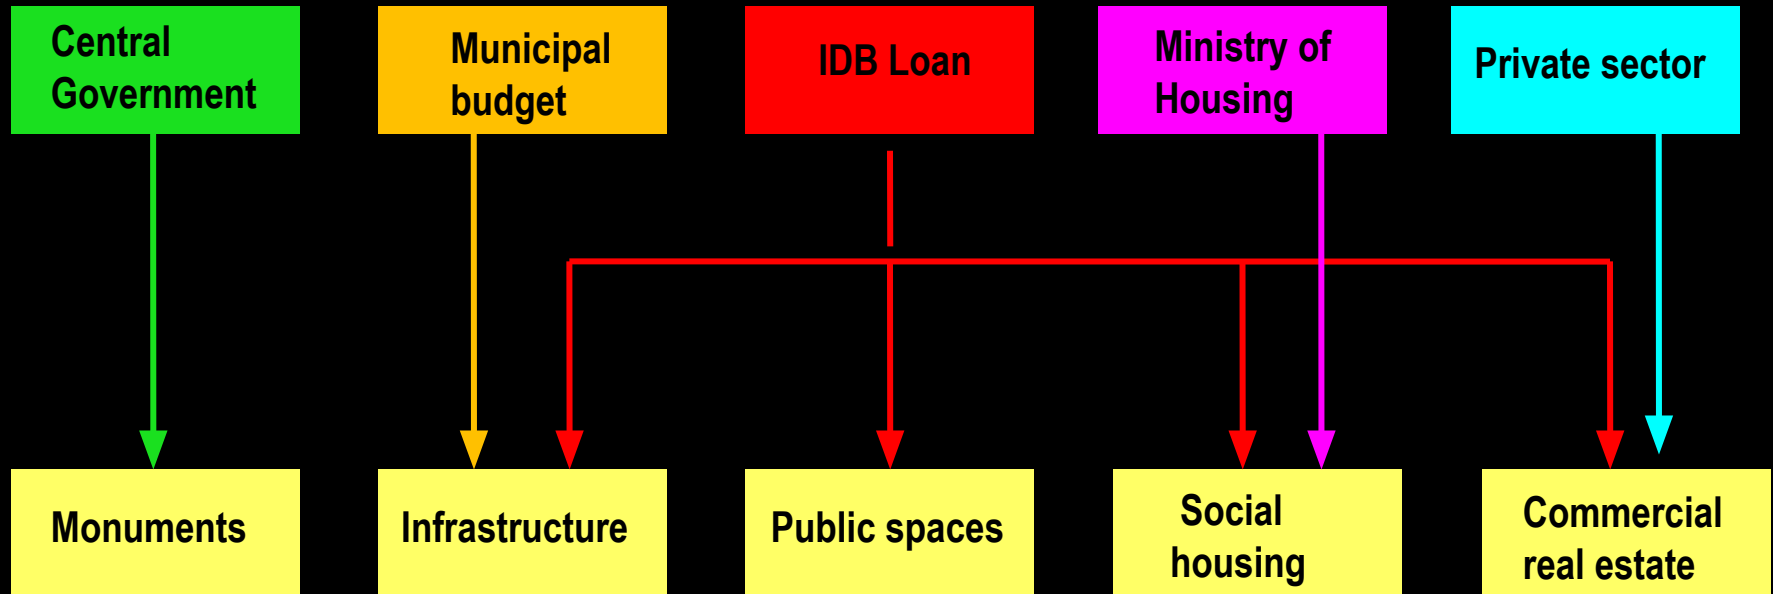 Central
Government
Municipal
budget
IDB Loan
Ministry of
Housing
Private sector
Monuments
Infrastructure
Public spaces
Social
housing
Commercial
real estate